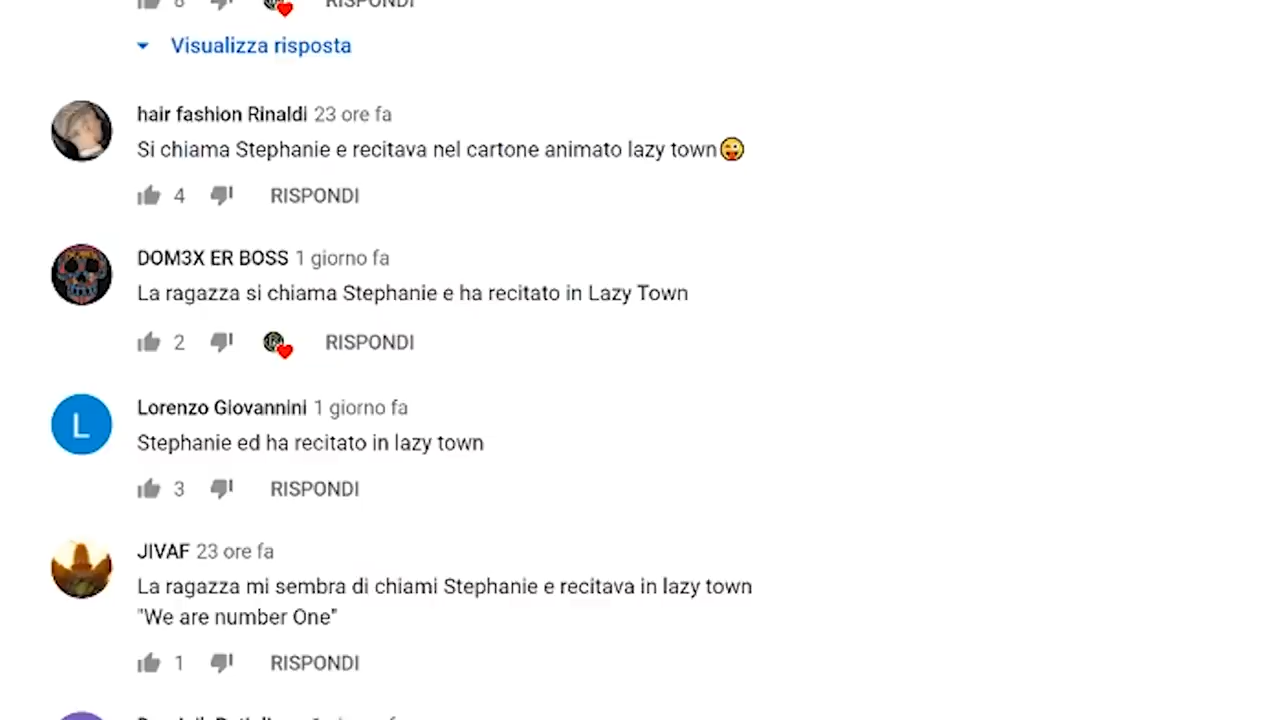 8 RISPONDI
Visualizza risposta
hair fashion Rinaldi 23 ore fa
Si chiama Stephanie e recitava nel cartone animato lazy town😜
4 RISPONDI
DOM3X ER BOSS 1 giorno fa
La ragazza si chiama Stephanie e ha recitato in Lazy Town
2 RISPONDI
L
Lorenzo Giovannini 1 giorno fa
Stephanie ed ha recitato in lazy town
3 RISPONDI
JIVAF 23 ore fa
La ragazza mi sembra di chiami Stephanie e recitava in lazy town
"We are number One"
1 RISPONDI